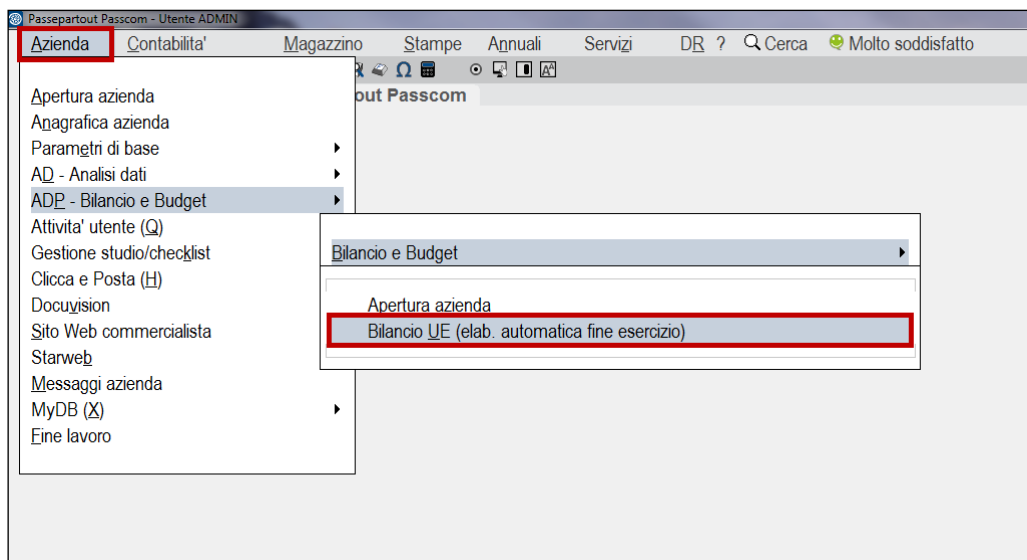 Passepartout Passcom - Utente ADMIN
Azienda Contabilita' Magazzino Stampe Annuali Servizi DR ? Cerca Molto soddisfatto
out Passcom
Apertura azienda
Anagrafica azienda
Parametri di base
AD - Analisi dati
ADP - Bilancio e Budget
Attivita' utente (Q)
Gestione studio/checklist
Bilancio e Budget
Clicca e Posta (H)
Docuvision
Apertura azienda
Sito Web commercialista
Bilancio UE (elab. automatica fine esercizio)
Starweb
Messaggi azienda
MyDB (X)
Fine lavoro